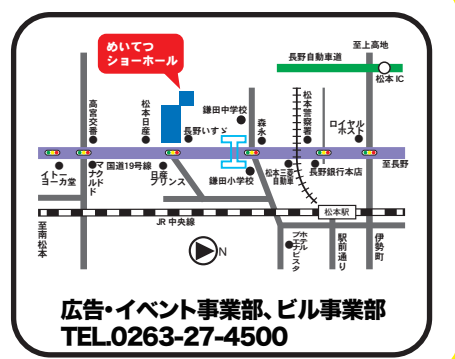 めいてつ
ショーホール
至上高地
長野自動車道
松本IC
高宮交番
松本日産
長野いすゞ
鎌田中学校
森永
松本警察署
ロイヤル
ホスト
イトー
ヨーカ堂
マクナルド
国道19号線
日産
プリンス
鎌田小学校
松本三菱
自動車
長野銀行本店
至長野
至南松本
JR中央線
松本駅
N
ホテル
ブエナビスタ
駅前通り
伊勢町
広告・イベント事業部、ビル事業部
TEL.0263-27-4500